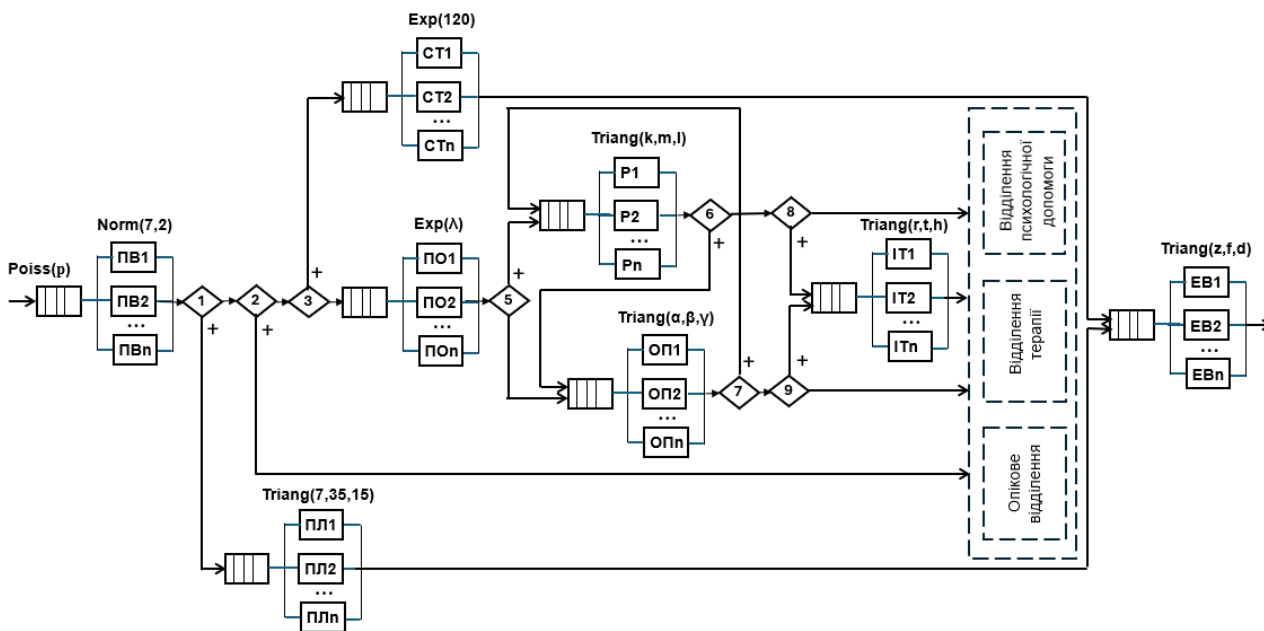 Exp(120)
СТ1
СТ2
...
СТn
Triang(k,m,l)
Р1
Р2
...
Рn
Norm(7,2)
ПВ1
ПВ2
...
ПВn
Poiss(p)
Exp(λ)
ПО1
ПО2
...
ПОn
1
+
2
+
3
+
5
+
6
+
8
+
Triang(r,t,h)
ІТ1
ІТ2
...
ІТn
Triang(α,β,γ)
ОП1
ОП2
...
ОПn
7
+
9
+
Відділення
психологічної
допомоги
Відділення
терапії
Опікове
відділення
Triang(z,f,d)
ЕВ1
ЕВ2
...
ЕВn
Triang(7,35,15)
ПЛ1
ПЛ2
...
ПЛn